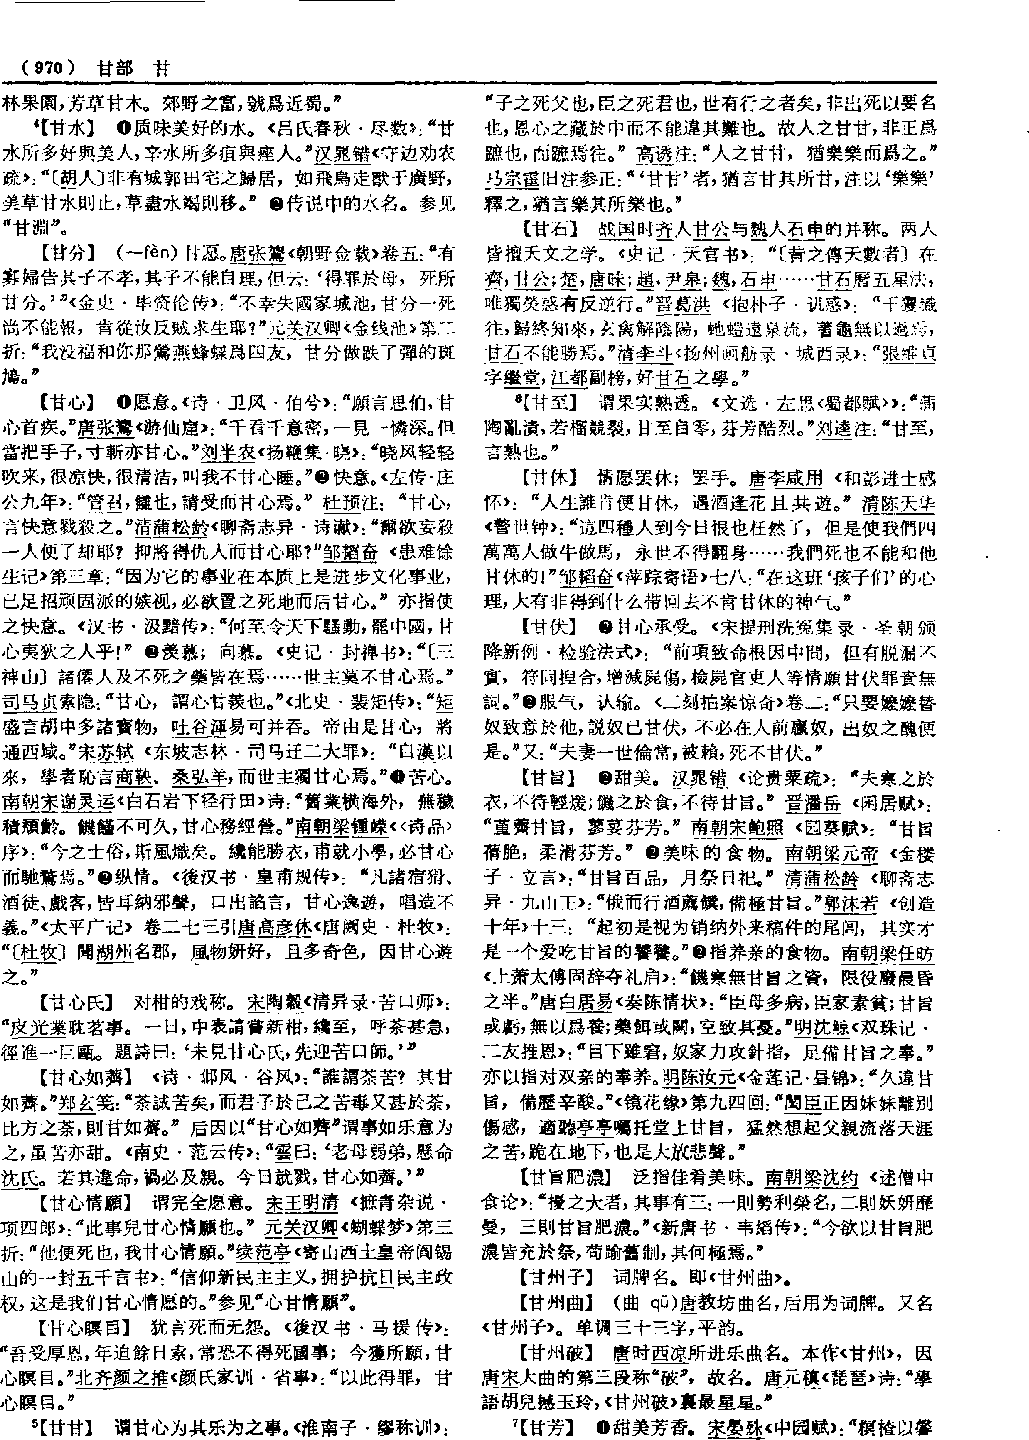 （970） 甘部 甘
林果園，芳草甘木。郊野之富，號爲近蜀。”
⁴【甘水】 ❶质味美好的水。《吕氏春秋·尽数》：“甘
水所多好與美人，辛水所多疽與痤人。”汉晁错《守边劝农
疏》：“〔胡人〕非有城郭田宅之歸居，如飛鳥走獸于廣野，
美草甘水則止，草盡水竭則移。”❷传说中的水名。参见
“甘淵”。
【甘分】 （—fèn）甘愿。唐张鷟《朝野佥载》卷五：“有
寡婦告其子不孝，其子不能自理，但云：‘得罪於母，死所
甘分。’”《金史·毕资伦传》：“不幸失國家城池，甘分一死
尚不能報，肯從汝反賊求生耶？”元关汉卿《金线池》第二
折：“我没福和你那鶯燕蜂蝶爲四友，甘分做跌了彈的斑
鳩。”
【甘心】 ❶愿意。《诗·卫风·伯兮》：“願言思伯，甘
心首疾。”唐张鷟《游仙窟》：“千看千意密，一見一憐深。但
當把手子，寸斬亦甘心。”刘半农《扬鞭集·晓》：“晓风轻轻
吹来，很凉快，很清洁，叫我不甘心睡。”❷快意。《左传·庄
公九年》：“管召，讎也，請受而甘心焉。”杜预注：“甘心，
言快意戮殺之。”清蒲松龄《聊斋志异·诗谳》：“爾欲妄殺
一人便了却耶？抑將得仇人而甘心耶？”邹韬奋《患难馀
生记》第三章：“因为它的事业在本质上是进步文化事业，
已足招顽固派的嫉视，必欲置之死地而后甘心。”亦指使
之快意。《汉书·汲黯传》：“何至令天下騷動，罷中國，甘
心夷狄之人乎！”❸羡慕；向慕。《史记·封禅书》：“〔三
神山〕諸僊人及不死之藥皆在焉……世主莫不甘心焉。”
司马贞索隐：“甘心，謂心甘羨也。”《北史·裴矩传》：“矩
盛言胡中多諸寶物，吐谷渾易可并吞。帝由是甘心，將
通西域。”宋苏轼《东坡志林·司马迁二大罪》：“自漢以
來，學者恥言商鞅、桑弘羊，而世主獨甘心焉。”❹苦心。
南朝宋谢灵运《白石岩下径行田》诗：“舊業横海外，蕪穢
積頹齡。饑饉不可久，甘心務經營。”南朝梁锺嵘《〈诗品〉
序》：“今之士俗，斯風熾矣。纔能勝衣，甫就小學，必甘心
而馳騖焉。”❺纵情。《後汉书·皇甫规传》：“凡諸宿猾、
酒徒、戲客，皆耳納邪聲，口出諂言，甘心逸遊，唱造不
義。”《太平广记》卷二七三引唐高彦休《唐阙史·杜牧》：
“〔杜牧〕聞湖州名郡，風物妍好，且多奇色，因甘心遊
之。”
【甘心氏】 对柑的戏称。宋陶穀《清异录·苦口师》：
“皮光業耽茗事。一日，中表請嘗新柑，纔至，呼茶甚急，
徑進一巨甌。題詩曰：‘未見甘心氏，先迎苦口師。’”
【甘心如薺】 《诗·邶风·谷风》：“誰謂荼苦？其甘
如薺。”郑玄笺：“荼誠苦矣，而君子於己之苦毒又甚於荼，
比方之荼，則甘如薺。”后因以“甘心如薺”谓事如乐意为
之，虽苦亦甜。《南史·范云传》：“雲曰：‘老母弱弟，懸命
沈氏。若其違命，禍必及親。今日就戮，甘心如薺。’”
【甘心情願】 谓完全愿意。宋王明清《摭青杂说·
项四郎》：“此事兒甘心情願也。”元关汉卿《蝴蝶梦》第三
折：“他便死也，我甘心情願。”续范亭《寄山西土皇帝阎锡
山的一封五千言书》：“信仰新民主主义，拥护抗日民主政
权，这是我们甘心情愿的。”参见“心甘情願”。
【甘心瞑目】 犹言死而无怨。《後汉书·马援传》：
“吾受厚恩，年迫餘日索，常恐不得死國事；今獲所願，甘
心瞑目。”北齐颜之推《颜氏家训·省事》：“以此得罪，甘
心瞑目。”
⁵【甘甘】 谓甘心为其乐为之事。《淮南子·缪称训》：
“子之死父也，臣之死君也，世有行之者矣，非出死以要名
也，恩心之藏於中而不能違其難也。故人之甘甘，非正爲
蹠也，而蹠焉往。”高诱注：“人之甘甘，猶樂樂而爲之。”
马宗霍旧注参正：“‘甘甘’者，猶言甘其所甘，注以‘樂樂’
釋之，猶言樂其所樂也。”
【甘石】 战国时齐人甘公与魏人石申的并称。两人
皆擅天文之学。《史记·天官书》：“〔昔之傳天數者〕在
齊，甘公；楚，唐昧；趙，尹皋；魏，石申……甘石曆五星法，
唯獨熒惑有反逆行。”晋葛洪《抱朴子·讥惑》：“干鵲識
往，歸終知來，玄禽解陰陽，虵螘遠泉流，蓍龜無以過焉，
甘石不能勝焉。”清李斗《扬州画舫录·城西录》：“張維貞
字繼堂，江都副榜，好甘石之學。”
⁶【甘至】 谓果实熟透。《文选·左思〈蜀都赋〉》：“新
陶亂潰，若榴競裂，甘至自零，芬芳酷烈。”刘逵注：“甘至，
言熟也。”
【甘休】 情愿罢休；罢手。唐李咸用《和彭进士感
怀》：“人生誰肯便甘休，遇酒逢花且共遊。”清陈天华
《警世钟》：“這四種人到今日恨也枉然了，但是使我們四
萬萬人做牛做馬，永世不得翻身……我們死也不能和他
甘休的！”邹韬奋《萍踪寄语》七八：“在这班‘孩子们’的心
理，大有非得到什么带回去不肯甘休的神气。”
【甘伏】 ❶甘心承受。《宋提刑洗冤集录·圣朝颁
降新例·检验法式》：“前項致命根因中間，但有脱漏不
實，符同捏合，增減屍傷，檢屍官吏人等情願甘伏罪責無
詞。”❷服气，认输。《二刻拍案惊奇》卷二：“只要嬤嬤替
奴致意於他，説奴已甘伏，不必在人前羸奴，出奴之醜便
是。”又：“夫妻一世倫常，被賴，死不甘伏。”
【甘旨】 ❶甜美。汉晁错《论贵粟疏》：“夫寒之於
衣，不待輕煖；饑之於食，不待甘旨。”晋潘岳《闲居赋》：
“堇薺甘旨，蓼荽芬芳。”南朝宋鲍照《园葵赋》：“甘旨
蒨脆，柔滑芬芳。”❷美味的食物。南朝梁元帝《金楼
子·立言》：“甘旨百品，月祭日祀。”清蒲松龄《聊斋志
异·九山王》：“俄而行酒薦饌，備極甘旨。”郭沫若《创造
十年》十三：“起初是视为销纳外来稿件的尾闾，其实才
是一个爱吃甘旨的饕餮。”❸指养亲的食物。南朝梁任昉
《上萧太傅固辞夺礼启》：“饑寒無甘旨之資，限役廢晨昏
之半。”唐白居易《奏陈情状》：“臣母多病，臣家素貧；甘旨
或虧，無以爲養；藥餌或闕，空致其憂。”明沈鲸《双珠记·
二友推恩》：“目下雖窘，奴家力攻針指，足備甘旨之奉。”
亦以指对双亲的奉养。明陈汝元《金莲记·昼锦》：“久違甘
旨，備歷辛酸。”《镜花缘》第九四回：“閨臣正因妹妹離別
傷感，適聽亭亭囑托堂上甘旨，猛然想起父親流落天涯
之苦，跪在地下，也是大放悲聲。”
【甘旨肥濃】 泛指佳肴美味。南朝梁沈约《述僧中
食论》：“擾之大者，其事有三：一則勢利榮名，二則妖妍靡
曼，三則甘旨肥濃。”《新唐书·韦縚传》：“今欲以甘旨肥
濃皆充於祭，苟踰舊制，其何極焉。”
【甘州子】 词牌名。即《甘州曲》。
【甘州曲】 （曲 qǔ）唐教坊曲名，后用为词牌。又名
《甘州子》。单调三十三字，平韵。
【甘州破】 唐时西凉所进乐曲名。本作《甘州》，因
唐宋大曲的第三段称“破”，故名。唐元稹《琵琶》诗：“學
語胡兒撼玉玲，《甘州破》裏最星星。”
⁷【甘芳】 ❶甜美芳香。宋晏殊《中园赋》：“榠楂以馨